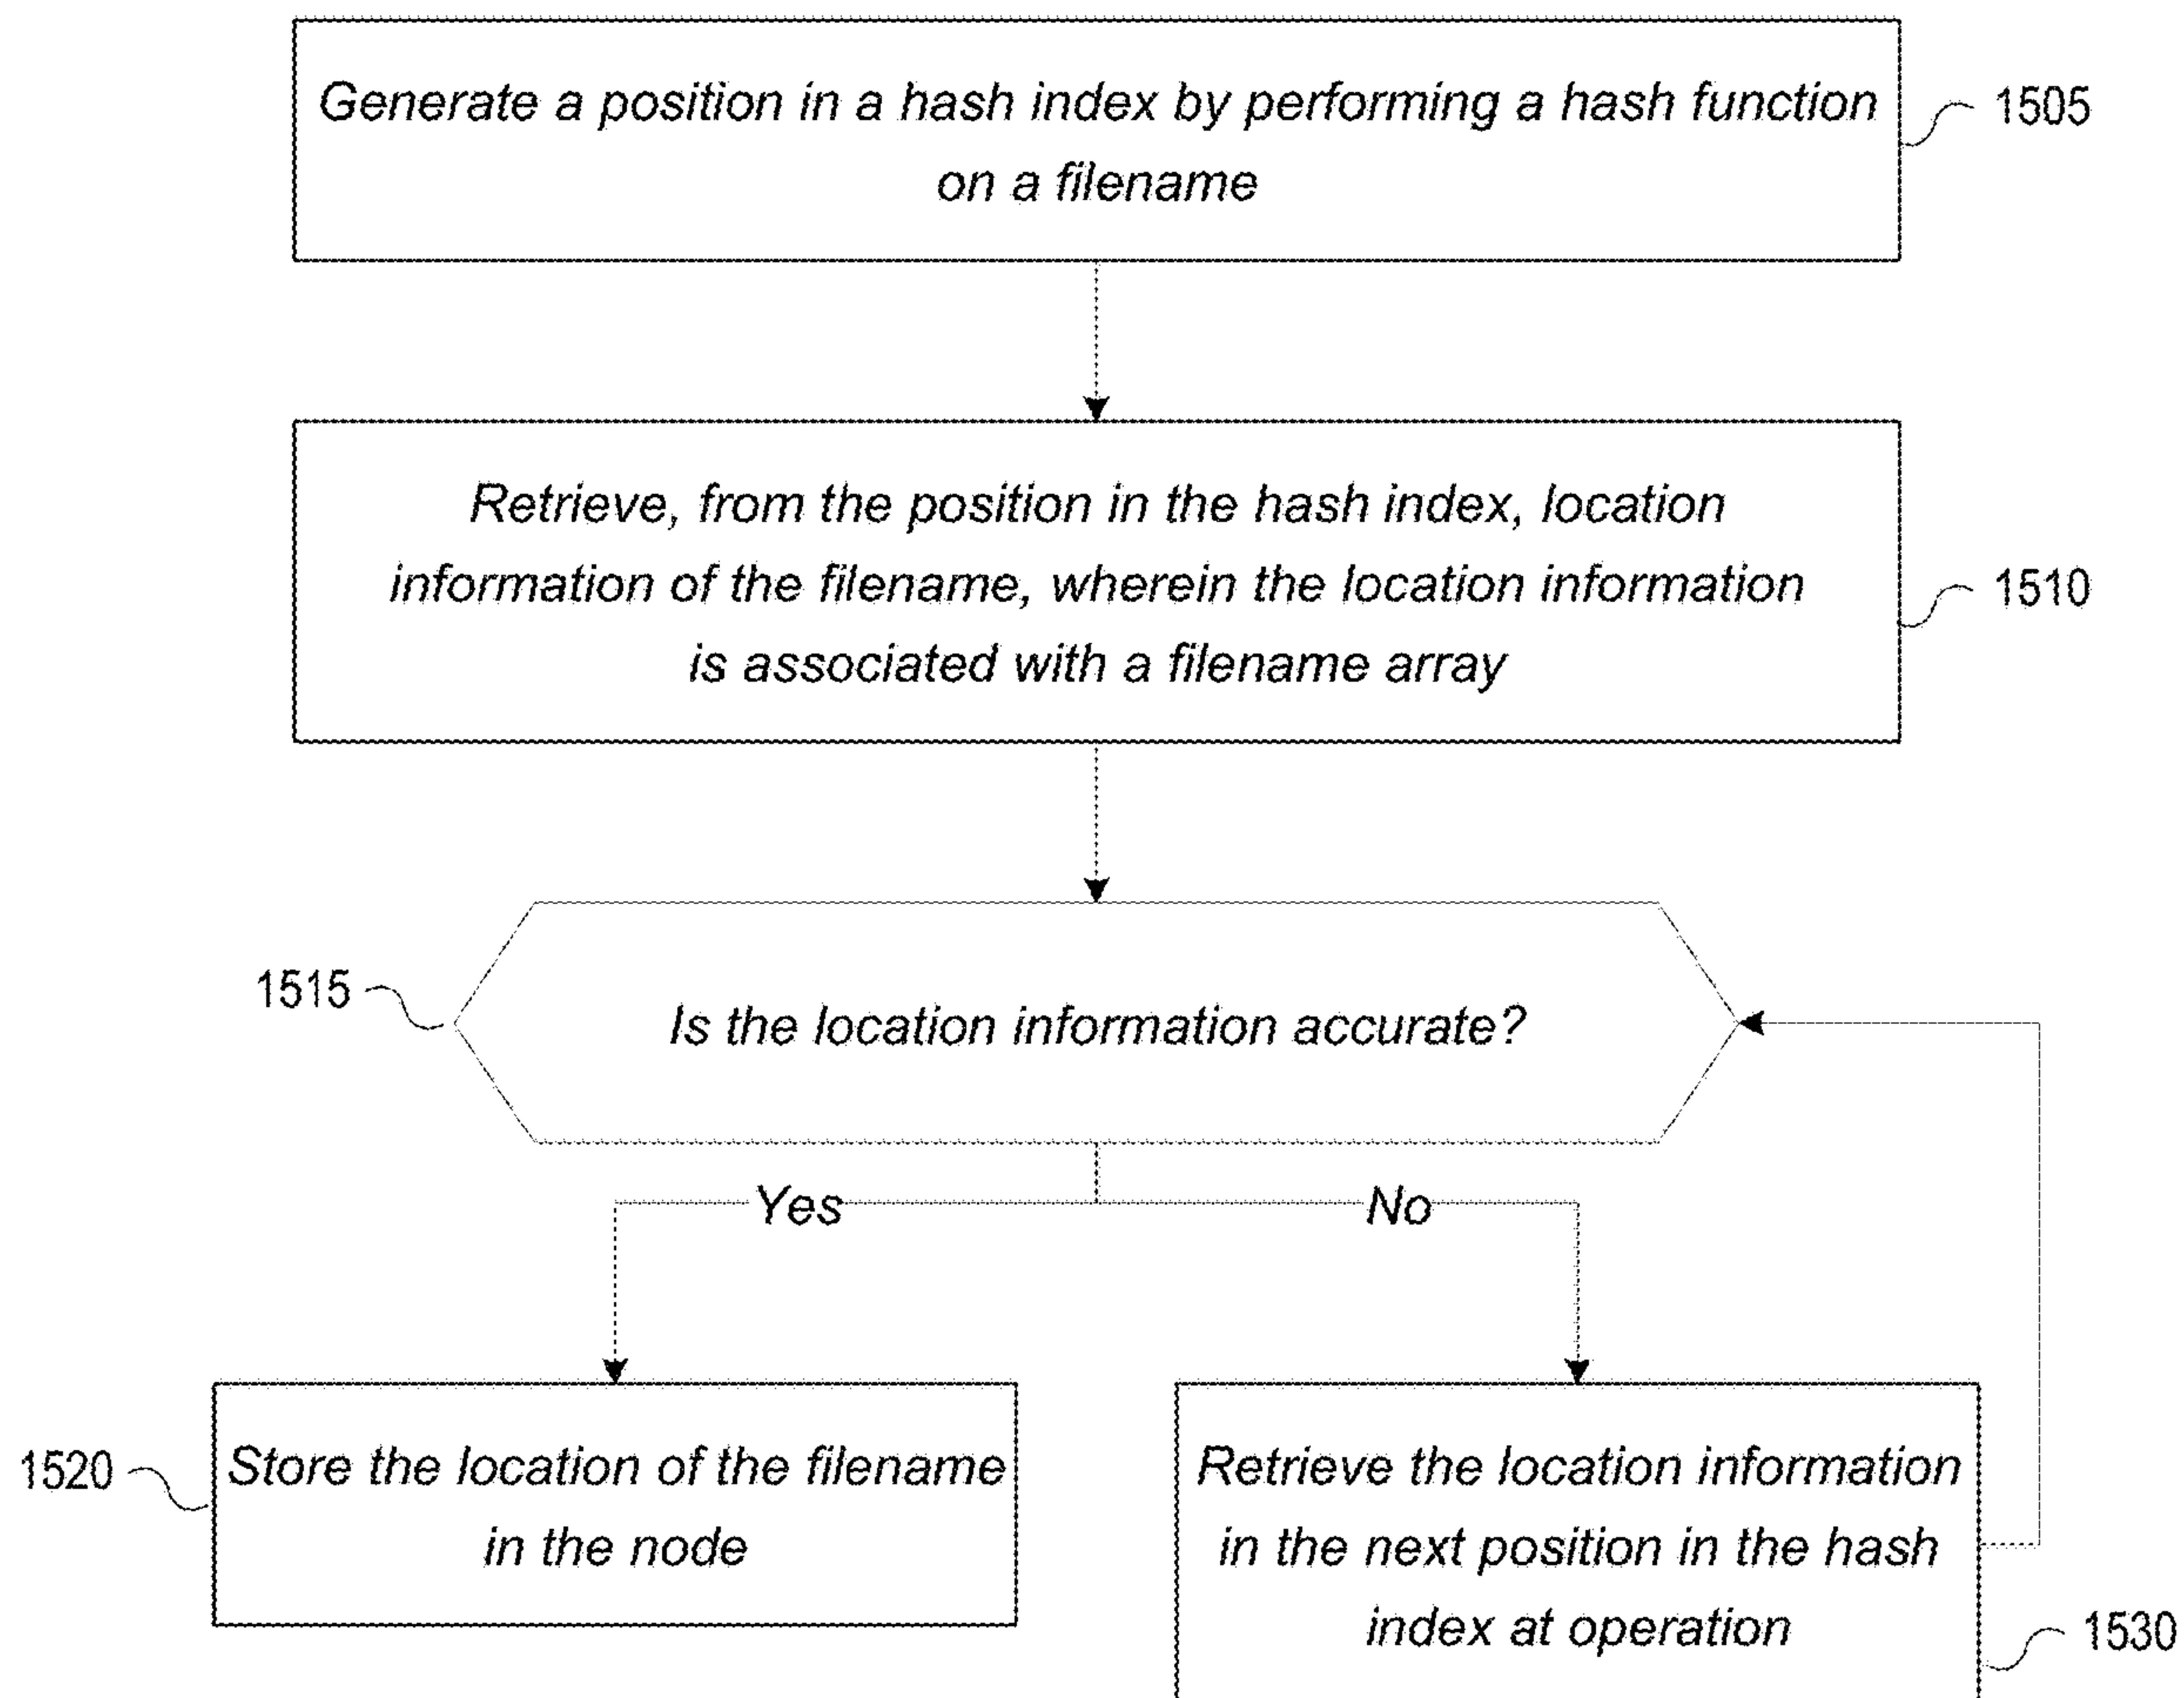 Generate a position in a hash index by performing a hash function
on a filename
1505
Retrieve, from the position in the hash index, location
information of the filename, wherein the location information
is associated with a filename array
1510
1515
Is the location information accurate?
Yes
No
1520
Store the location of the filename
in the node
Retrieve the location information
in the next position in the hash
index at operation
1530